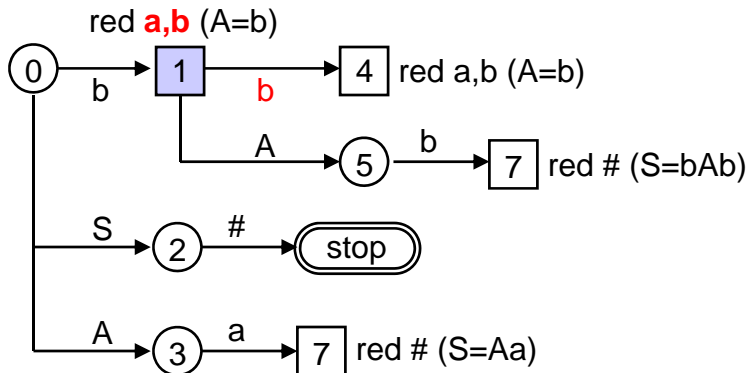 red a,b (A=b)
0 b 1 b 4 red a,b (A=b)
A 5 b 7 red # (S=bAb)
S 2 # stop
A 3 a 7 red # (S=Aa)